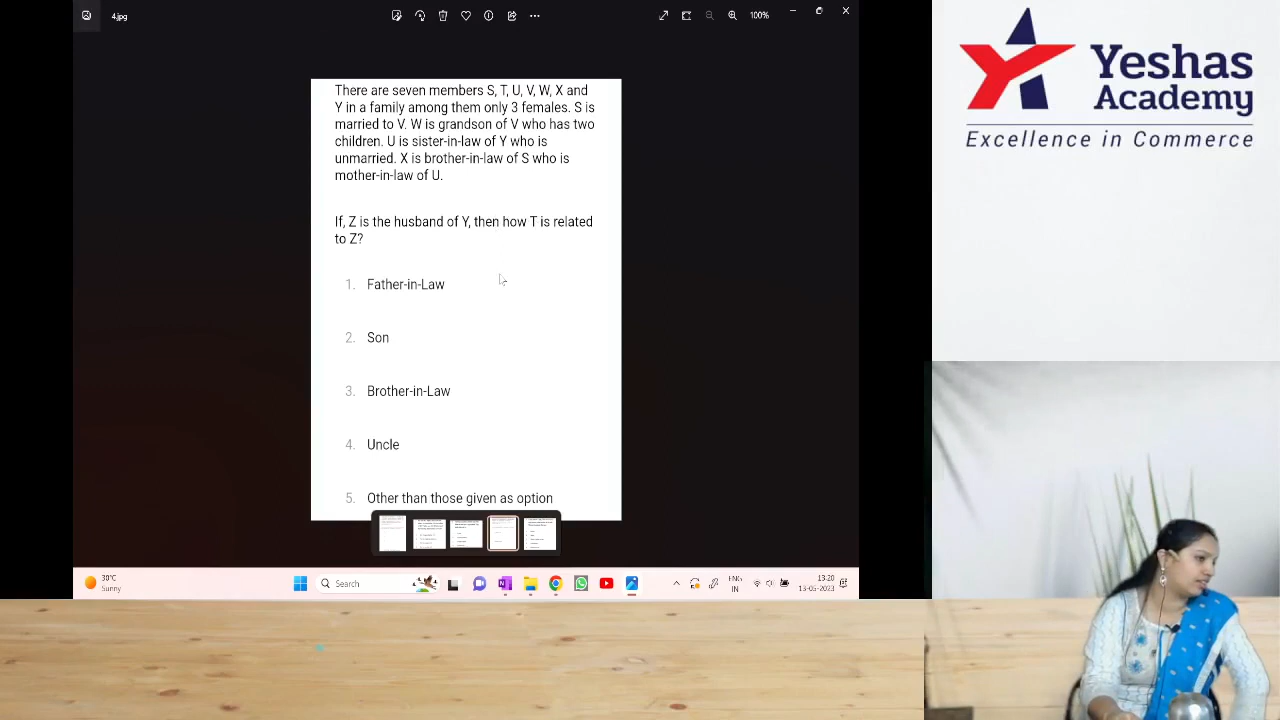 4.jpg
100%
Yeshas
Academy
Excellence in Commerce
There are seven members S, T, U, V, W, X and
Y in a family among them only 3 females. S is
married to V. W is grandson of V who has two
children. U is sister-in-law of Y who is
unmarried. X is brother-in-law of S who is
mother-in-law of U.
If, Z is the husband of Y, then how T is related
to Z?
1. Father-in-Law
2. Son
3. Brother-in-Law
4. Uncle
5. Other than those given as option
30°C
Sunny
Search
ENG
IN
13:20
13-05-2023